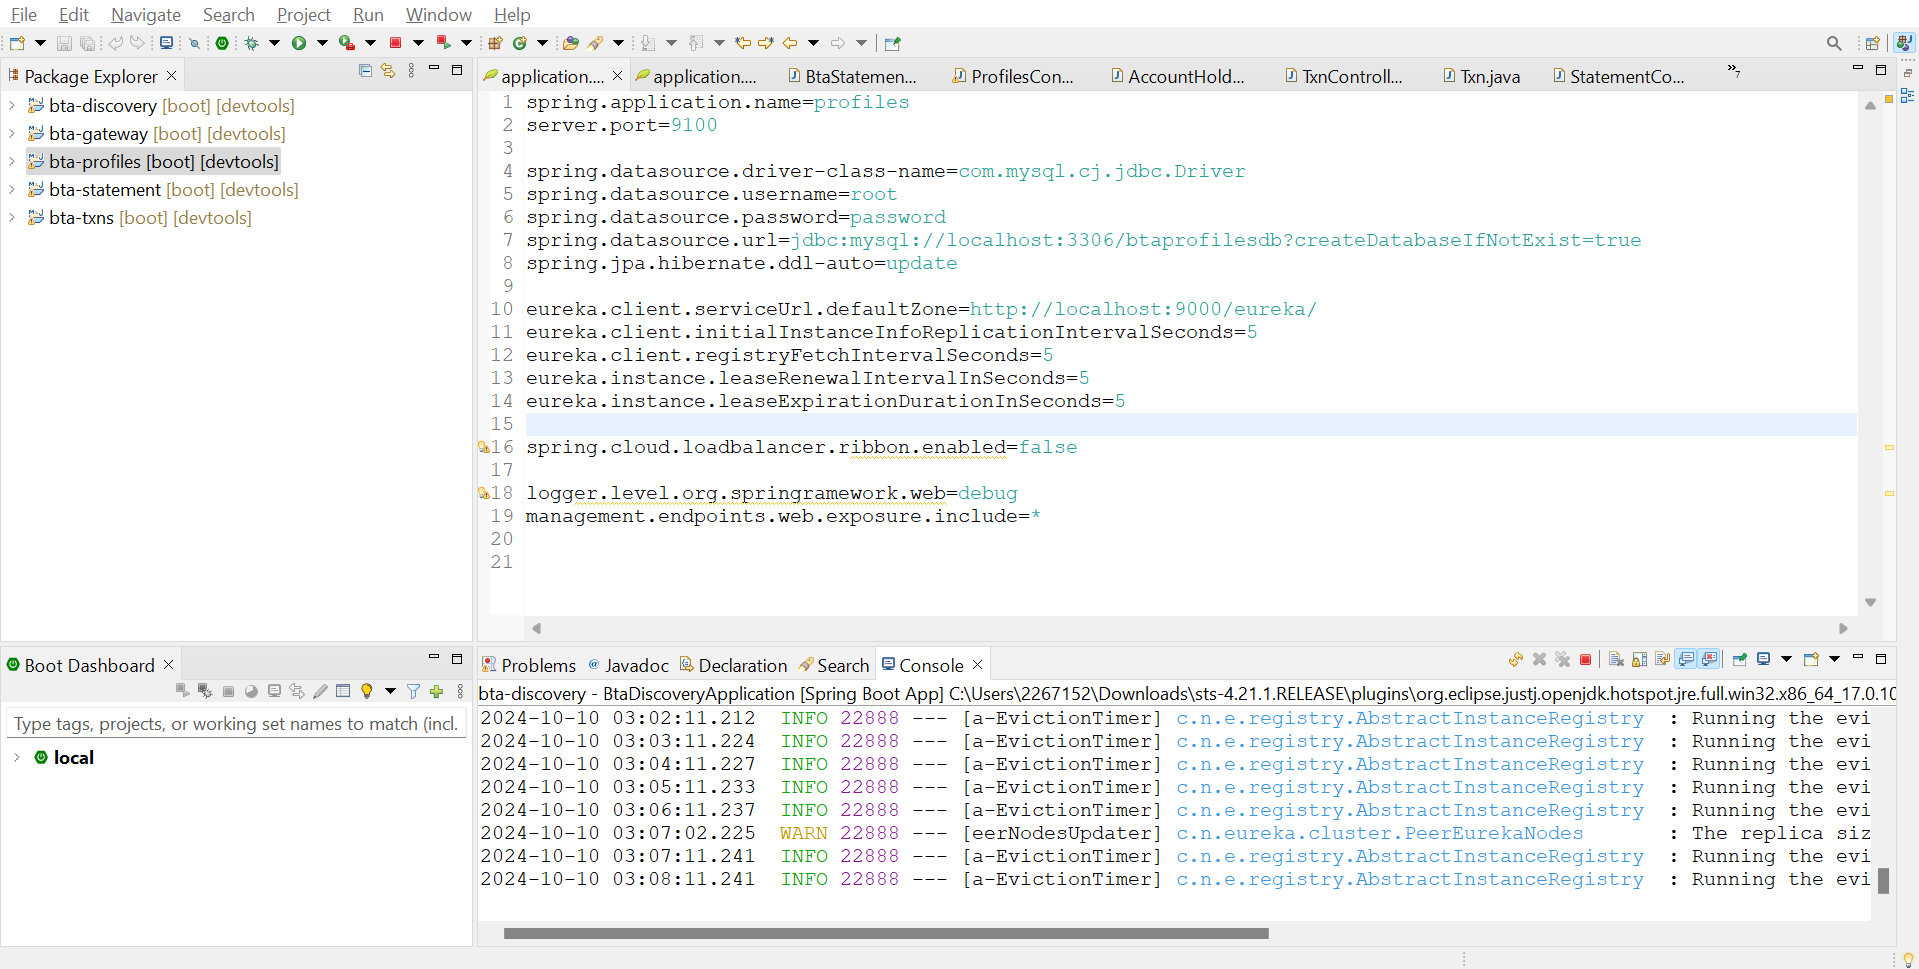 File Edit Navigate Search Project Run Window Help
Package Explorer
bta-discovery [boot] [devtools]
bta-gateway [boot] [devtools]
bta-profiles [boot] [devtools]
bta-statement [boot] [devtools]
bta-txns [boot] [devtools]
application.... application.... BtaStatemen... ProfilesCon... AccountHold... TxnControll... Txn.java StatementCo... »7
1 spring.application.name=profiles
2 server.port=9100
3
4 spring.datasource.driver-class-name=com.mysql.cj.jdbc.Driver
5 spring.datasource.username=root
6 spring.datasource.password=password
7 spring.datasource.url=jdbc:mysql://localhost:3306/btaprofilesdb?createDatabaseIfNotExist=true
8 spring.jpa.hibernate.ddl-auto=update
9
10 eureka.client.serviceUrl.defaultZone=http://localhost:9000/eureka/
11 eureka.client.initialInstanceInfoReplicationIntervalSeconds=5
12 eureka.client.registryFetchIntervalSeconds=5
13 eureka.instance.leaseRenewalIntervalInSeconds=5
14 eureka.instance.leaseExpirationDurationInSeconds=5
15
16 spring.cloud.loadbalancer.ribbon.enabled=false
17
18 logger.level.org.springramework.web=debug
19 management.endpoints.web.exposure.include=*
20
21
Boot Dashboard
Type tags, projects, or working set names to match (incl.
local
Problems Javadoc Declaration Search Console
bta-discovery - BtaDiscoveryApplication [Spring Boot App] C:\Users\2267152\Downloads\sts-4.21.1.RELEASE\plugins\org.eclipse.justj.openjdk.hotspot.jre.full.win32.x86_64_17.0.10
2024-10-10 03:02:11.212 INFO 22888 --- [a-EvictionTimer] c.n.e.registry.AbstractInstanceRegistry : Running the evi
2024-10-10 03:03:11.224 INFO 22888 --- [a-EvictionTimer] c.n.e.registry.AbstractInstanceRegistry : Running the evi
2024-10-10 03:04:11.227 INFO 22888 --- [a-EvictionTimer] c.n.e.registry.AbstractInstanceRegistry : Running the evi
2024-10-10 03:05:11.233 INFO 22888 --- [a-EvictionTimer] c.n.e.registry.AbstractInstanceRegistry : Running the evi
2024-10-10 03:06:11.237 INFO 22888 --- [a-EvictionTimer] c.n.e.registry.AbstractInstanceRegistry : Running the evi
2024-10-10 03:07:02.225 WARN 22888 --- [eerNodesUpdater] c.n.eureka.cluster.PeerEurekaNodes : The replica siz
2024-10-10 03:07:11.241 INFO 22888 --- [a-EvictionTimer] c.n.e.registry.AbstractInstanceRegistry : Running the evi
2024-10-10 03:08:11.241 INFO 22888 --- [a-EvictionTimer] c.n.e.registry.AbstractInstanceRegistry : Running the evi